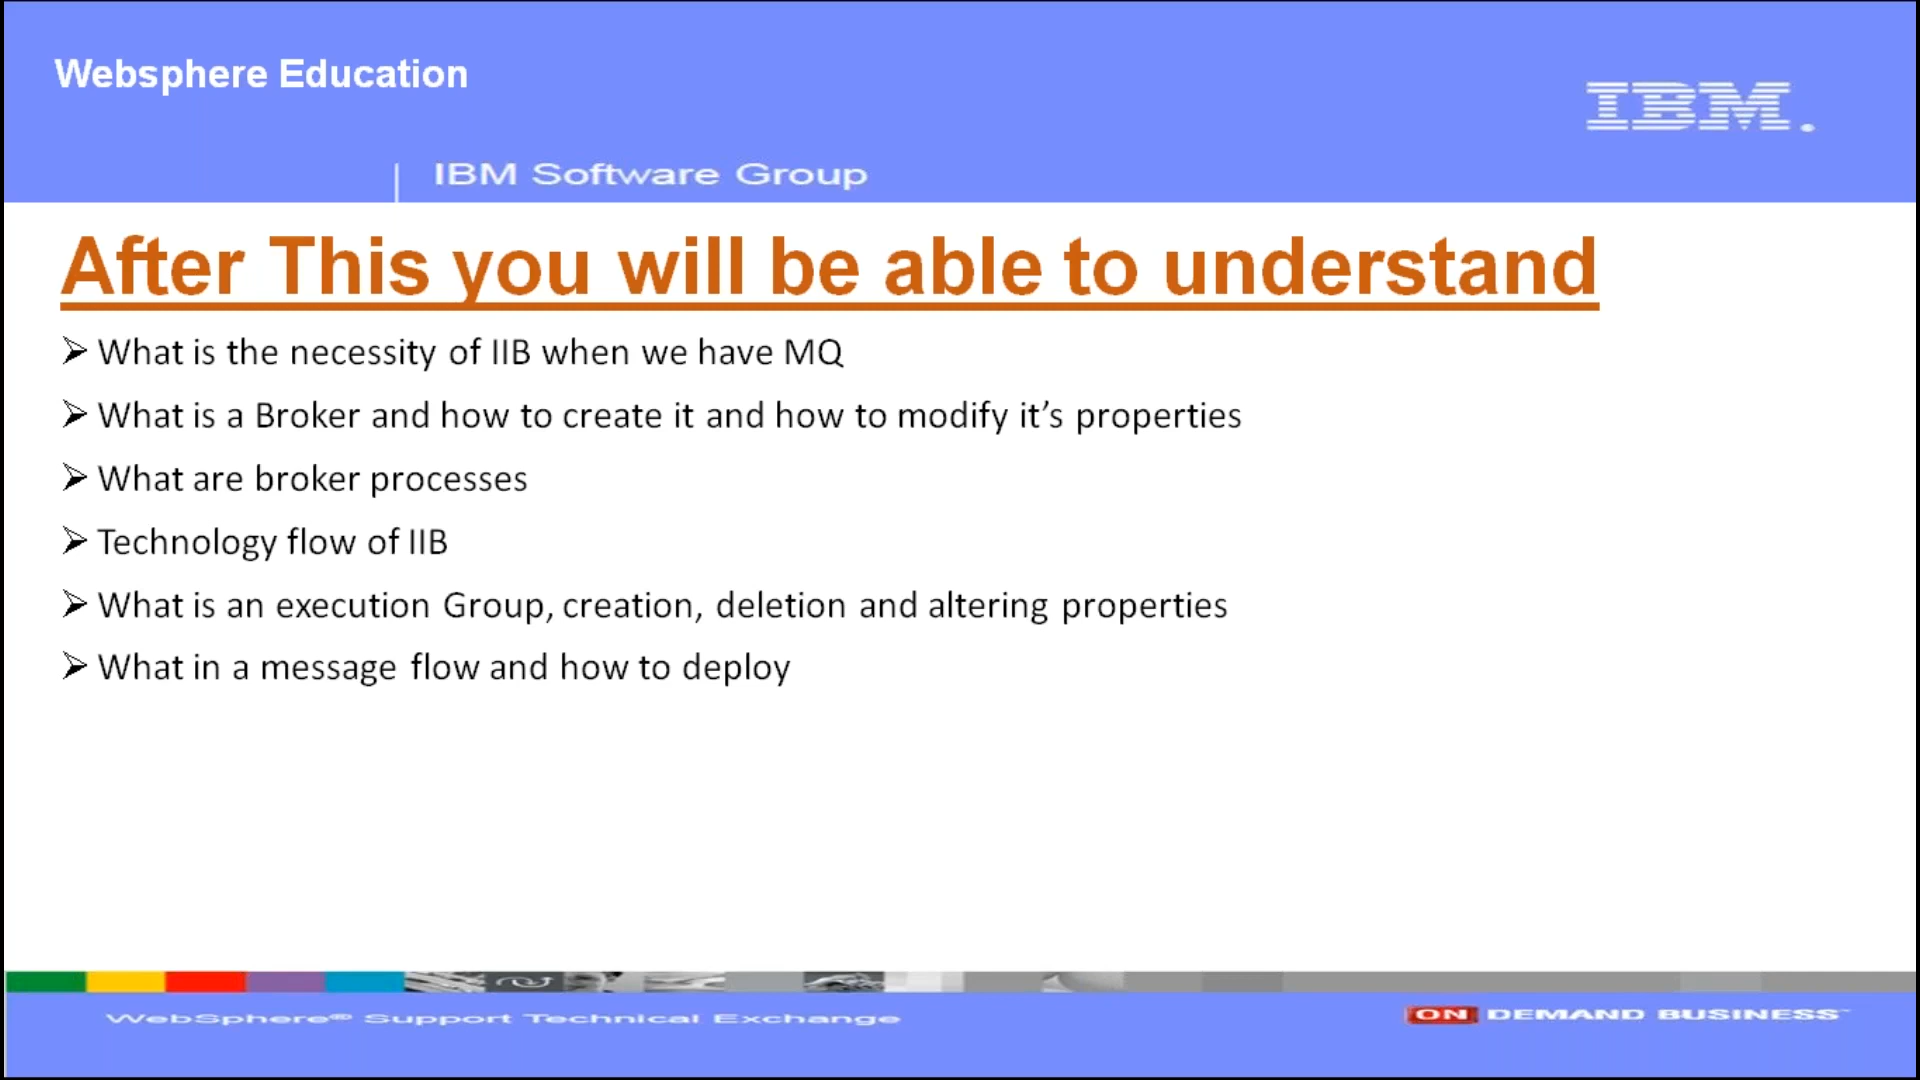 Websphere Education
IBM.
IBM Software Group
After This you will be able to understand
➢ What is the necessity of IIB when we have MQ
➢ What is a Broker and how to create it and how to modify it’s properties
➢ What are broker processes
➢ Technology flow of IIB
➢ What is an execution Group, creation, deletion and altering properties
➢ What in a message flow and how to deploy
WebSphere® Support Technical Exchange
ON DEMAND BUSINESS™